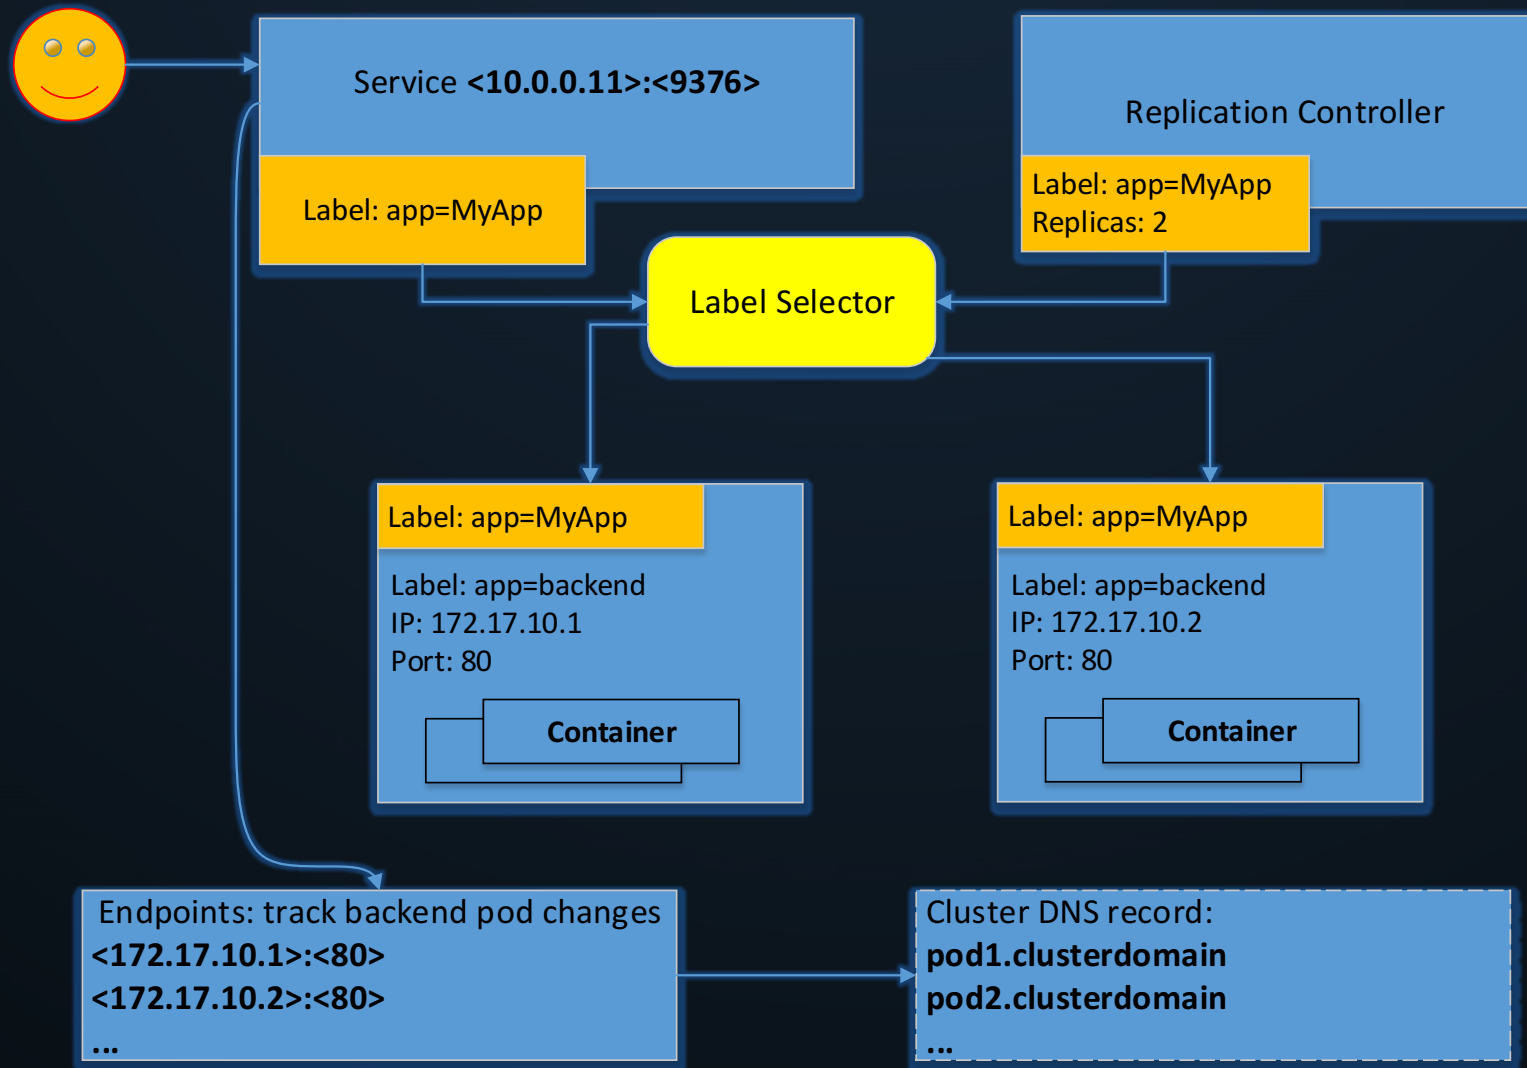 Service <10.0.0.11>:<9376>
Label: app=MyApp
Replication Controller
Label: app=MyApp
Replicas: 2
Label Selector
Label: app=MyApp
Label: app=backend
IP: 172.17.10.1
Port: 80
Container
Label: app=MyApp
Label: app=backend
IP: 172.17.10.2
Port: 80
Container
Endpoints: track backend pod changes
<172.17.10.1>:<80>
<172.17.10.2>:<80>
...
Cluster DNS record:
pod1.clusterdomain
pod2.clusterdomain
...